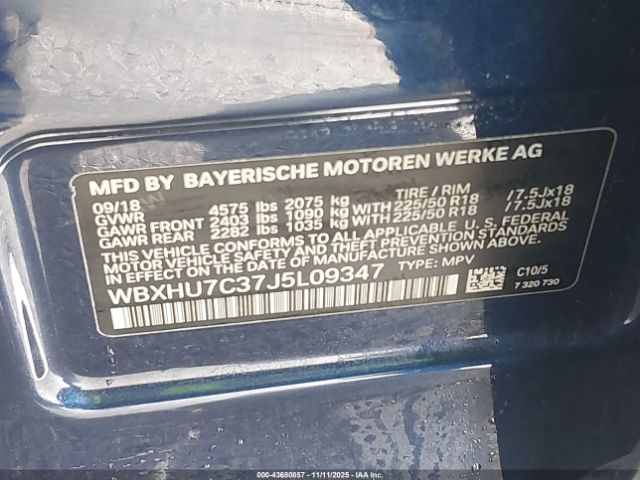 MFD BY BAYERISCHE MOTOREN WERKE AG
09/18 TIRE / RIM
GVWR 4575 lbs 2075 kg
GAWR FRONT 2403 lbs 1090 kg WITH 225/50 R18 /7.5Jx18
GAWR REAR 2282 lbs 1035 kg WITH 225/50 R18 /7.5Jx18
THIS VEHICLE CONFORMS TO ALL APPLICABLE U.S. FEDERAL
MOTOR VEHICLE SAFETY AND THEFT PREVENTION STANDARDS
IN EFFECT ON THE DATE OF MANUFACTURE SHOWN ABOVE.
WBXHU7C37J5L09347 TYPE: MPV
C10/5
7 320 730
00-43680857 - 11/11/2025 - © IAA Holdings, LLC